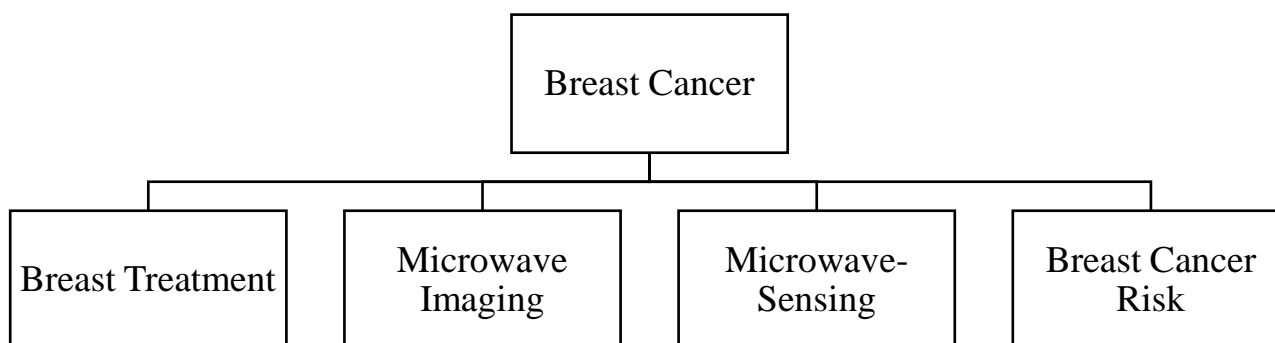 Breast Cancer
Breast Treatment
Microwave
Imaging
Microwave-
Sensing
Breast Cancer
Risk